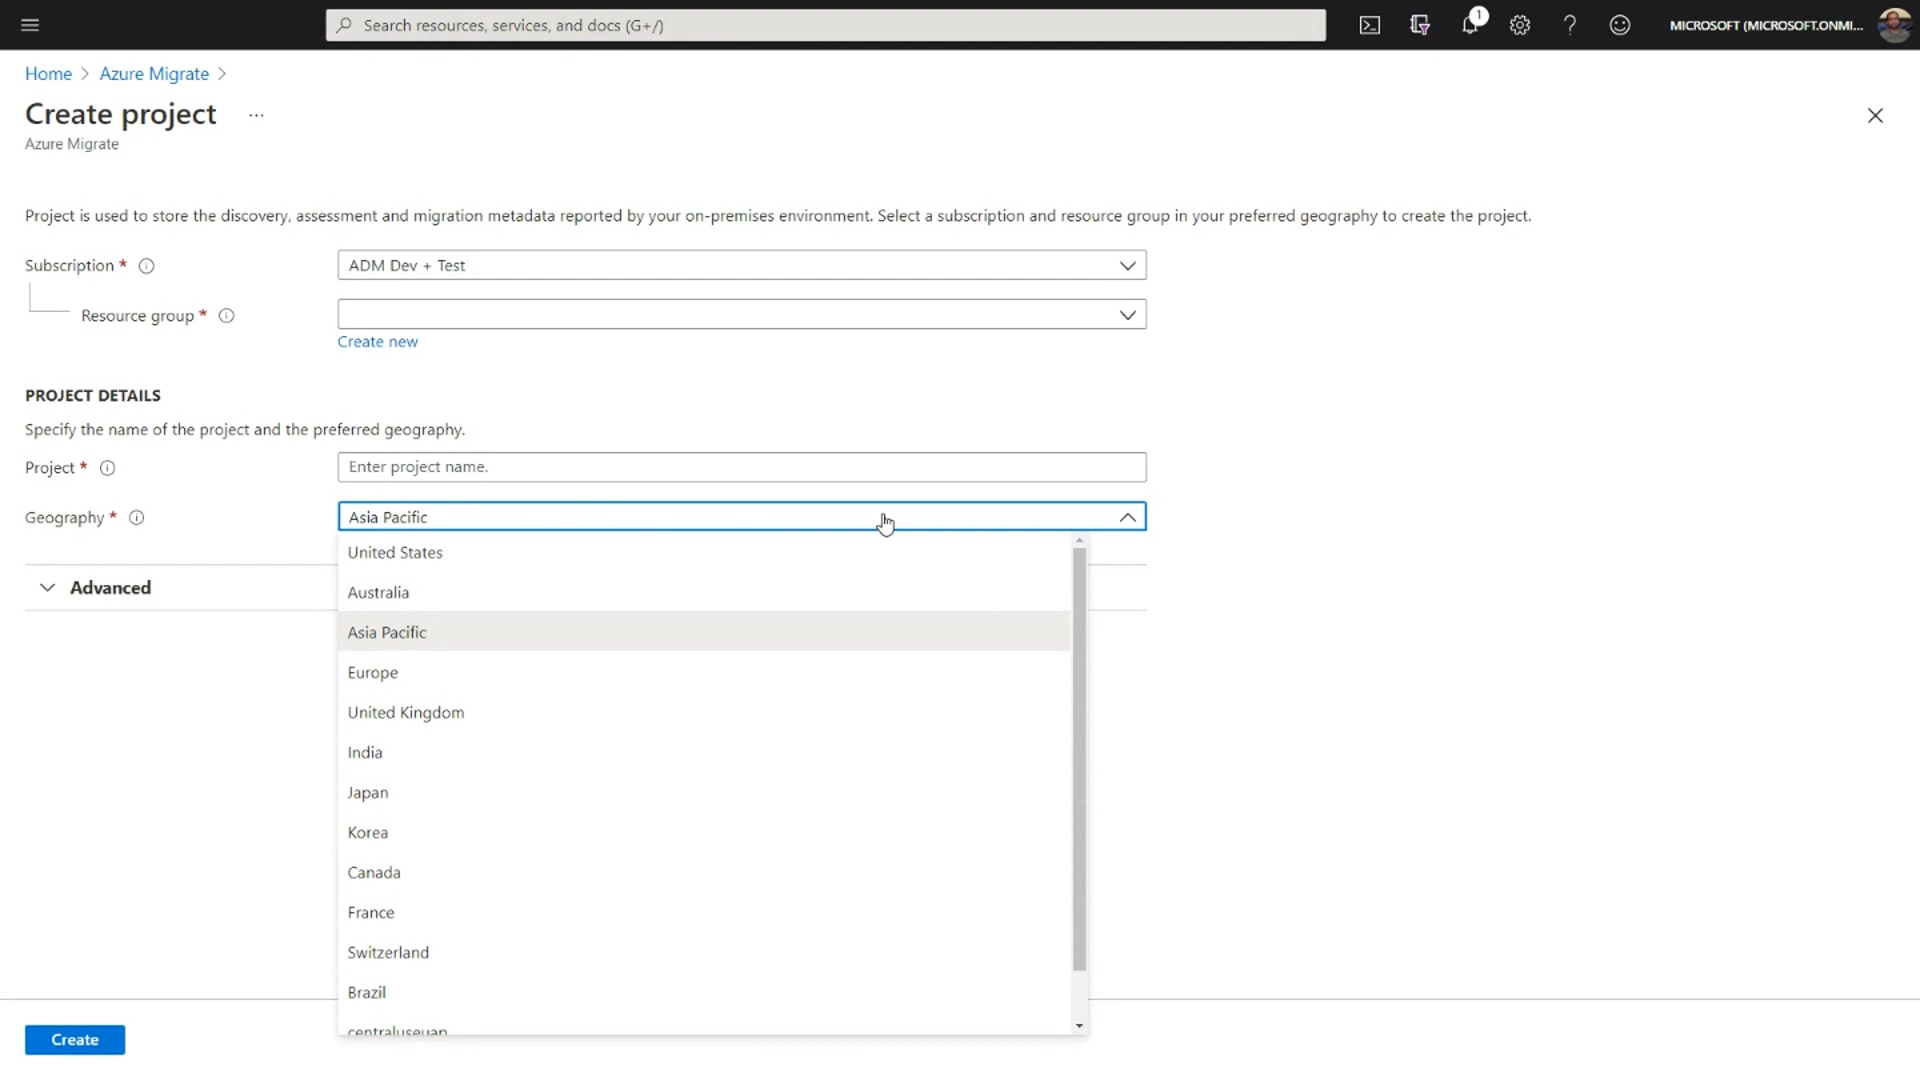 Search resources, services, and docs (G+/)
1
MICROSOFT (MICROSOFT.ONMI...
Home > Azure Migrate >
Create project ...
Azure Migrate
Project is used to store the discovery, assessment and migration metadata reported by your on-premises environment. Select a subscription and resource group in your preferred geography to create the project.
Subscription *
ADM Dev + Test
Resource group *
Create new
PROJECT DETAILS
Specify the name of the project and the preferred geography.
Project *
Enter project name.
Geography *
Asia Pacific
United States
Advanced
Australia
Asia Pacific
Europe
United Kingdom
India
Japan
Korea
Canada
France
Switzerland
Brazil
centraluseuap
Create